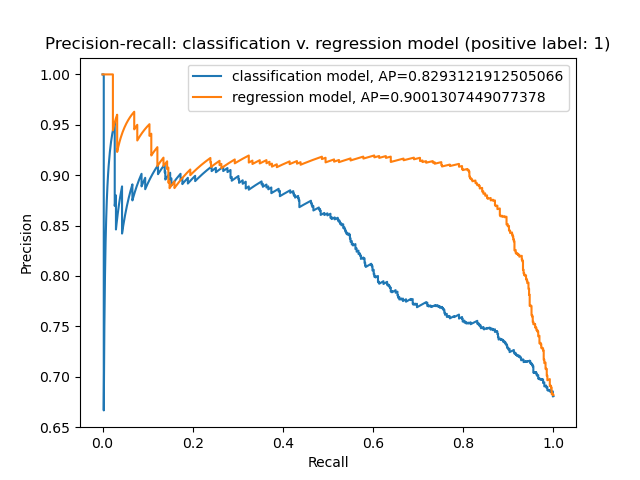 Precision-recall: classification v. regression model (positive label: 1)
classification model, AP=0.8293121912505066
regression model, AP=0.9001307449077378
Precision
1.00
0.95
0.90
0.85
0.80
0.75
0.70
0.65
0.0 0.2 0.4 0.6 0.8 1.0
Recall